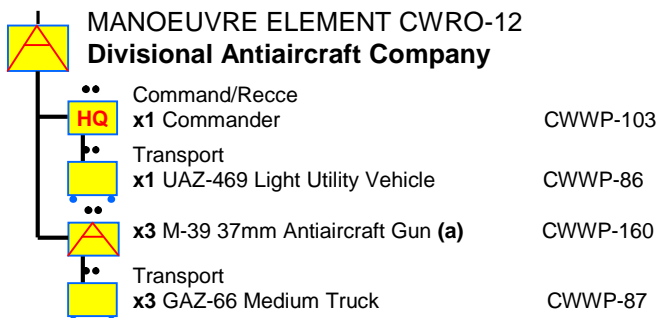 MANOEUVRE ELEMENT CWRO-12
Divisional Antiaircraft Company
Command/Recce
HQ x1 Commander CWWP-103
Transport
x1 UAZ-469 Light Utility Vehicle CWWP-86
x3 M-39 37mm Antiaircraft Gun (a) CWWP-160
Transport
x3 GAZ-66 Medium Truck CWWP-87